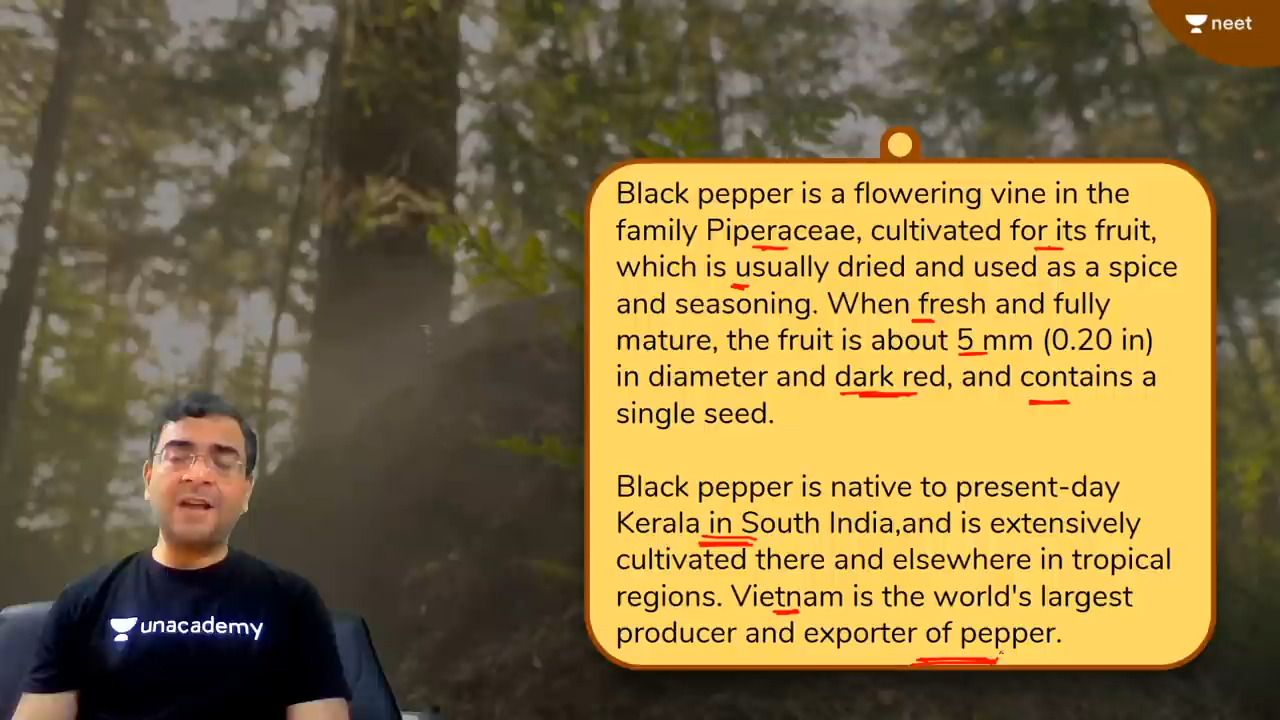 neet
Black pepper is a flowering vine in the
family Piperaceae, cultivated for its fruit,
which is usually dried and used as a spice
and seasoning. When fresh and fully
mature, the fruit is about 5 mm (0.20 in)
in diameter and dark red, and contains a
single seed.
Black pepper is native to present-day
Kerala in South India,and is extensively
cultivated there and elsewhere in tropical
regions. Vietnam is the world's largest
producer and exporter of pepper.
unacademy